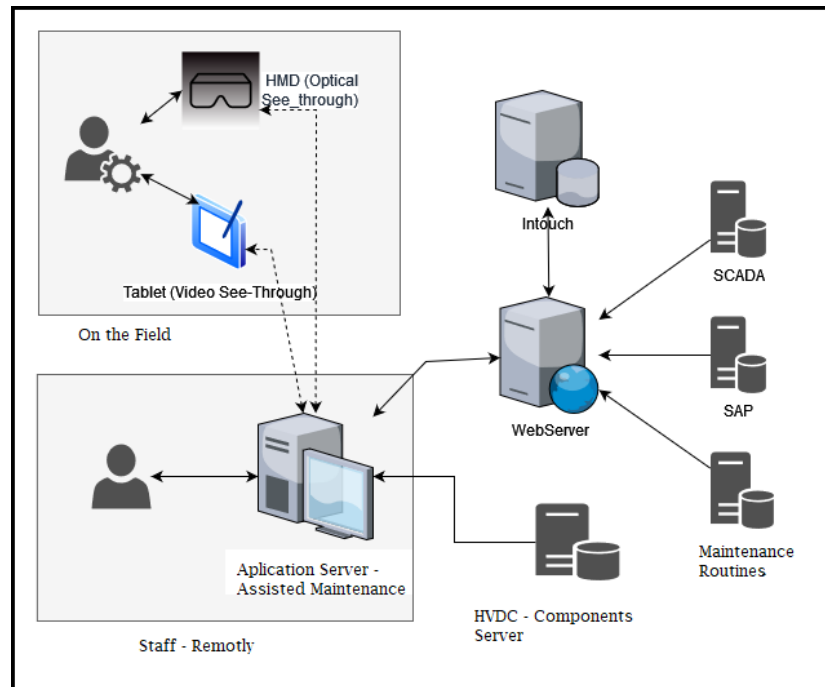 HMD (Optical
See_through)
Tablet (Video See-Through)
On the Field
Intouch
SCADA
SAP
WebServer
Maintenance
Routines
Aplication Server -
Assisted Maintenance
HVDC - Components
Server
Staff - Remotly